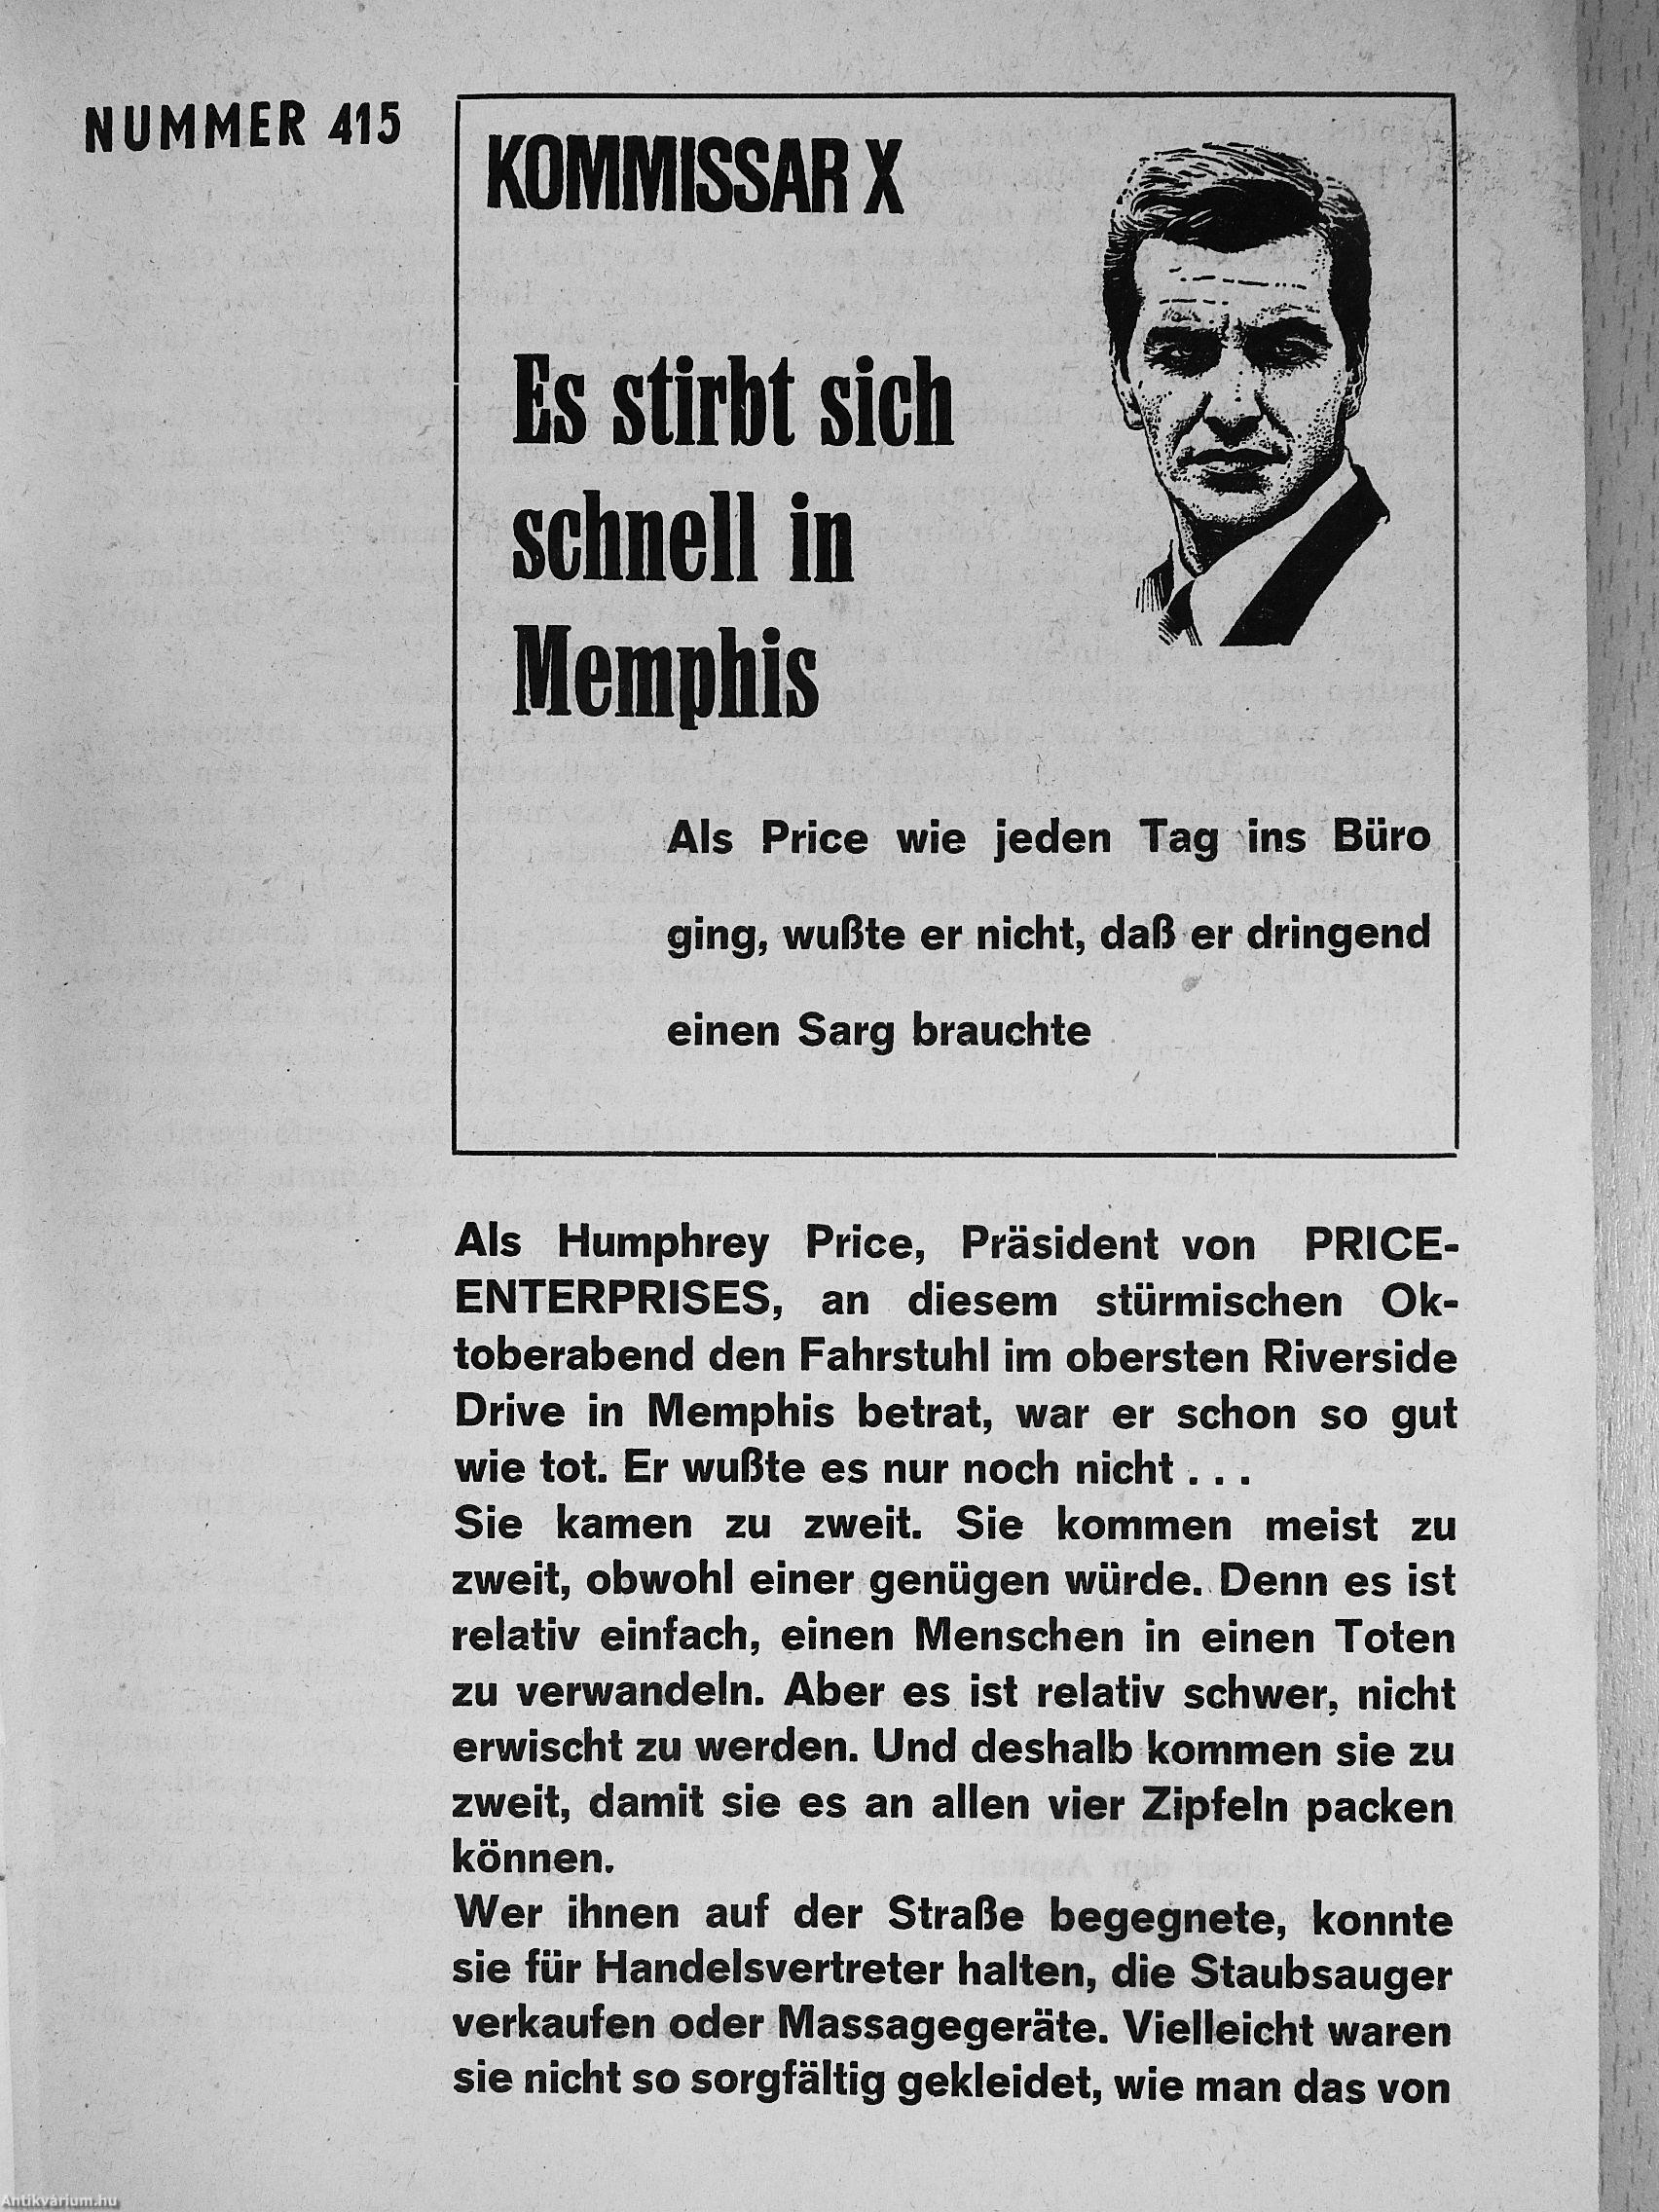 NUMMER 415
KOMMISSAR X
Es stirbt sich
schnell in
Memphis
Als Price wie jeden Tag ins Büro
ging, wußte er nicht, daß er dringend
einen Sarg brauchte
Als Humphrey Price, Präsident von PRICE-
ENTERPRISES, an diesem stürmischen Ok-
toberabend den Fahrstuhl im obersten Riverside
Drive in Memphis betrat, war er schon so gut
wie tot. Er wußte es nur noch nicht . . .
Sie kamen zu zweit. Sie kommen meist zu
zweit, obwohl einer genügen würde. Denn es ist
relativ einfach, einen Menschen in einen Toten
zu verwandeln. Aber es ist relativ schwer, nicht
erwischt zu werden. Und deshalb kommen sie zu
zweit, damit sie es an allen vier Zipfeln packen
können.
Wer ihnen auf der Straße begegnete, konnte
sie für Handelsvertreter halten, die Staubsauger
verkaufen oder Massagegeräte. Vielleicht waren
sie nicht so sorgfältig gekleidet, wie man das von
Antikvárium.hu